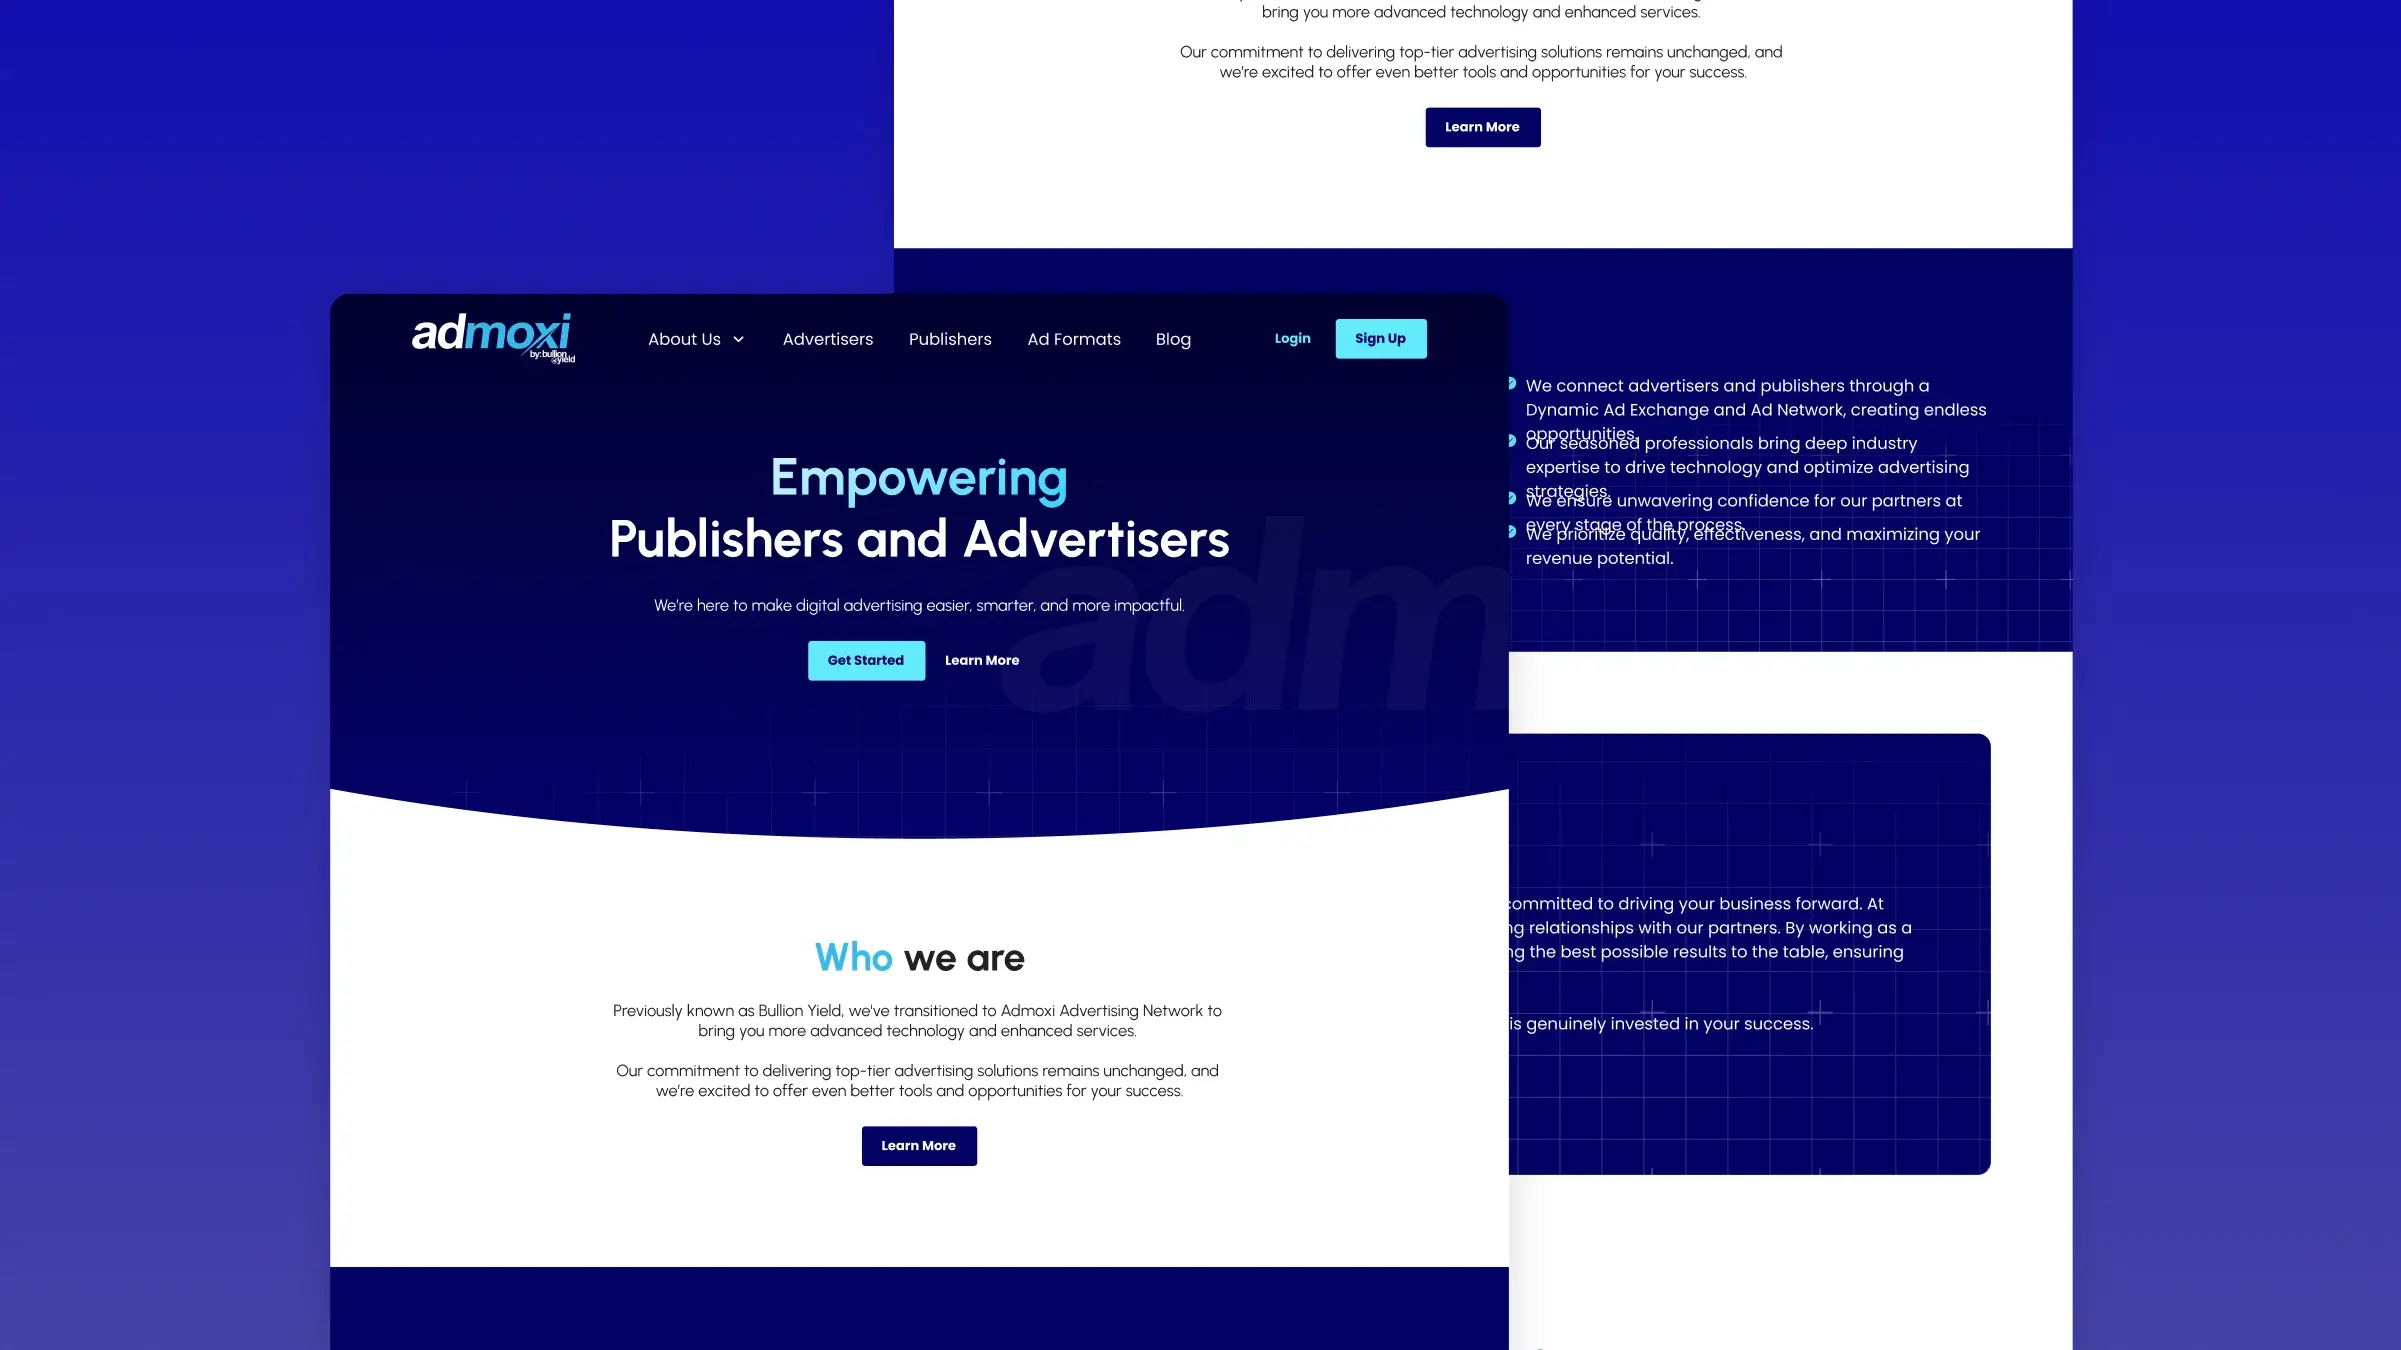 bring you more advanced technology and enhanced services.
Our commitment to delivering top-tier advertising solutions remains unchanged, and
we're excited to offer even better tools and opportunities for your success.
Learn More
admoxi
by: bullion
yield
About Us
Advertisers
Publishers
Ad Formats
Blog
Login
Sign Up
Empowering
Publishers and Advertisers
We're here to make digital advertising easier, smarter, and more impactful.
Get Started
Learn More
adm
Who we are
Previously known as Bullion Yield, we've transitioned to Admoxi Advertising Network to
bring you more advanced technology and enhanced services.
Our commitment to delivering top-tier advertising solutions remains unchanged, and
we're excited to offer even better tools and opportunities for your success.
Learn More
We connect advertisers and publishers through a
Dynamic Ad Exchange and Ad Network, creating endless
opportunities.
Our seasoned professionals bring deep industry
expertise to drive technology and optimize advertising
strategies.
We ensure unwavering confidence for our partners at
every stage of the process.
We prioritize quality, effectiveness, and maximizing your
revenue potential.
committed to driving your business forward. At
ng relationships with our partners. By working as a
ng the best possible results to the table, ensuring
is genuinely invested in your success.